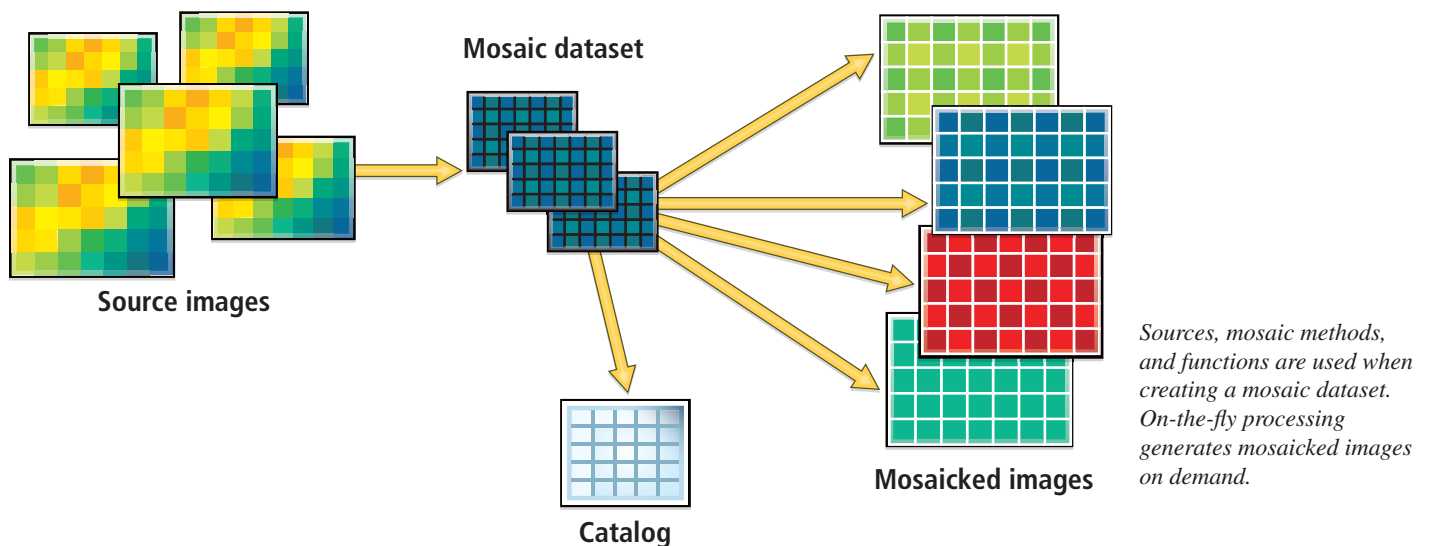 Mosaic dataset
Source images
Sources, mosaic methods,
and functions are used when
creating a mosaic dataset.
On-the-fly processing
generates mosaicked images
on demand.
Mosaicked images
Catalog